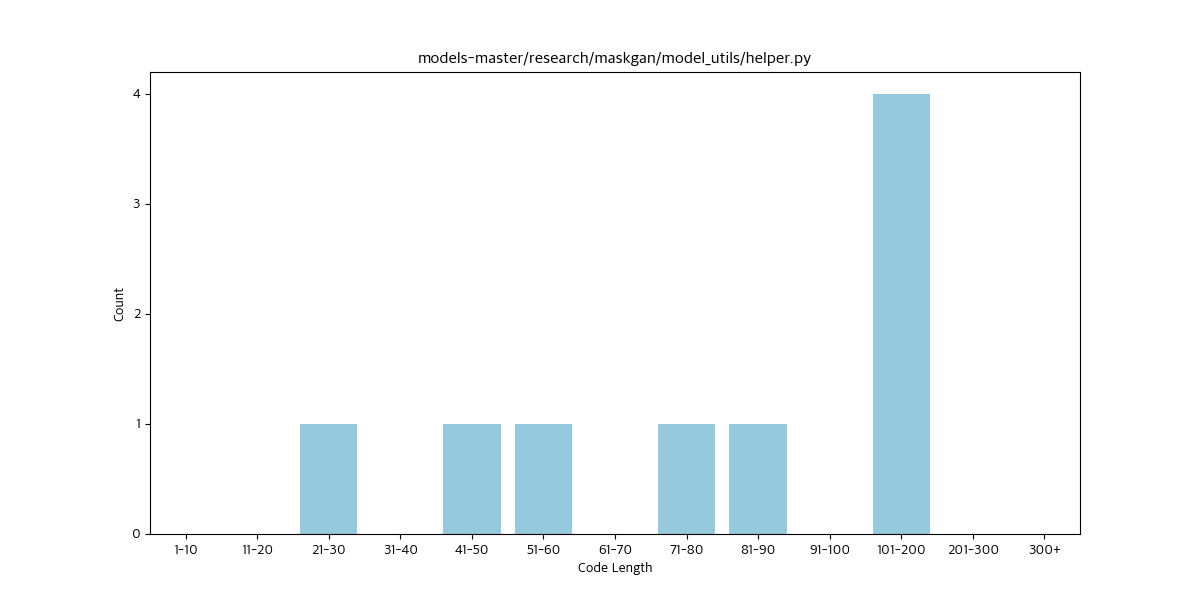 models-master/research/maskgan/model_utils/helper.py
Count
4
3
2
1
0
1-10 11-20 21-30 31-40 41-50 51-60 61-70 71-80 81-90 91-100 101-200 201-300 300+
Code Length